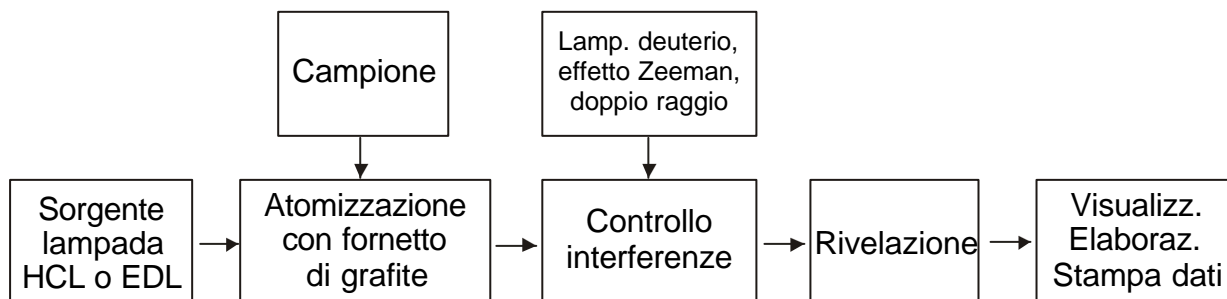 Campione
Lamp. deuterio,
effetto Zeeman,
doppio raggio
Sorgente
lampada
HCL o EDL
Atomizzazione
con fornetto
di grafite
Controllo
interferenze
Rivelazione
Visualizz.
Elaboraz.
Stampa dati